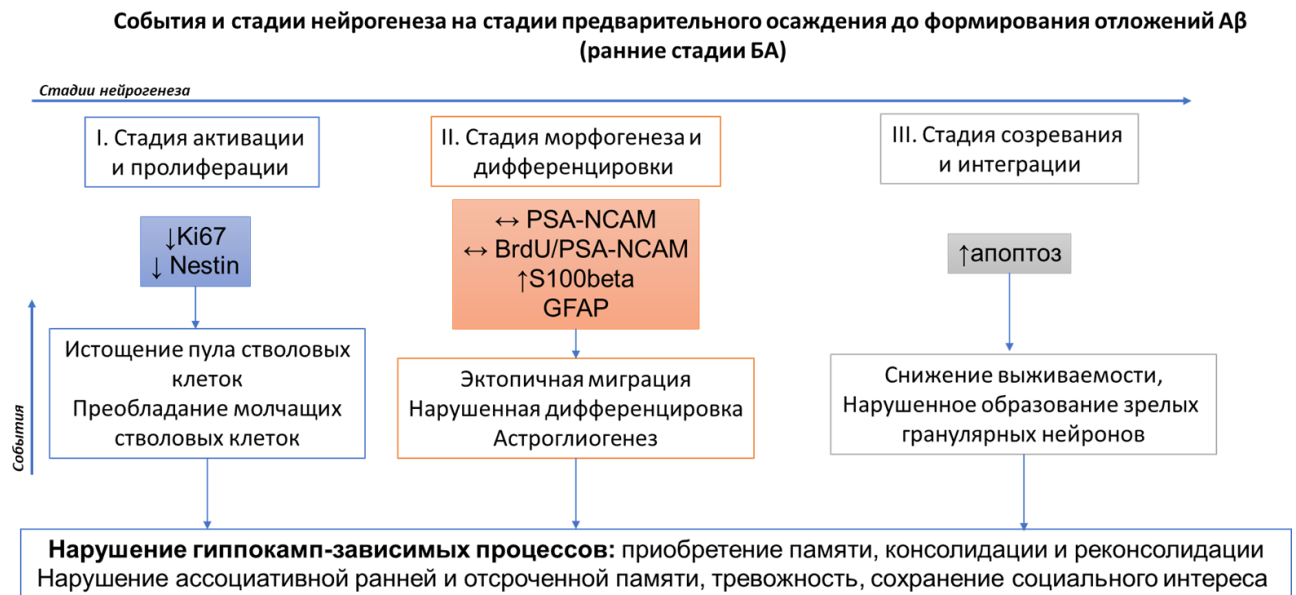 События и стадии нейрогенеза на стадии предварительного осаждения до формирования отложений Aβ
(ранние стадии БА)
Стадии нейрогенеза
I. Стадия активации
и пролиферации
II. Стадия морфогенеза и
дифференцировки
III. Стадия созревания
и интеграции
↓Ki67
↓ Nestin
↔ PSA-NCAM
↔ BrdU/PSA-NCAM
↑S100beta
GFAP
↑апоптоз
События
Истощение пула стволовых
клеток
Преобладание молчащих
стволовых клеток
Эктопичная миграция
Нарушенная дифференцировка
Астроглиогенез
Снижение выживаемости,
Нарушенное образование зрелых
гранулярных нейронов
Нарушение гиппокамп-зависимых процессов: приобретение памяти, консолидации и реконсолидации
Нарушение ассоциативной ранней и отсроченной памяти, тревожность, сохранение социального интереса